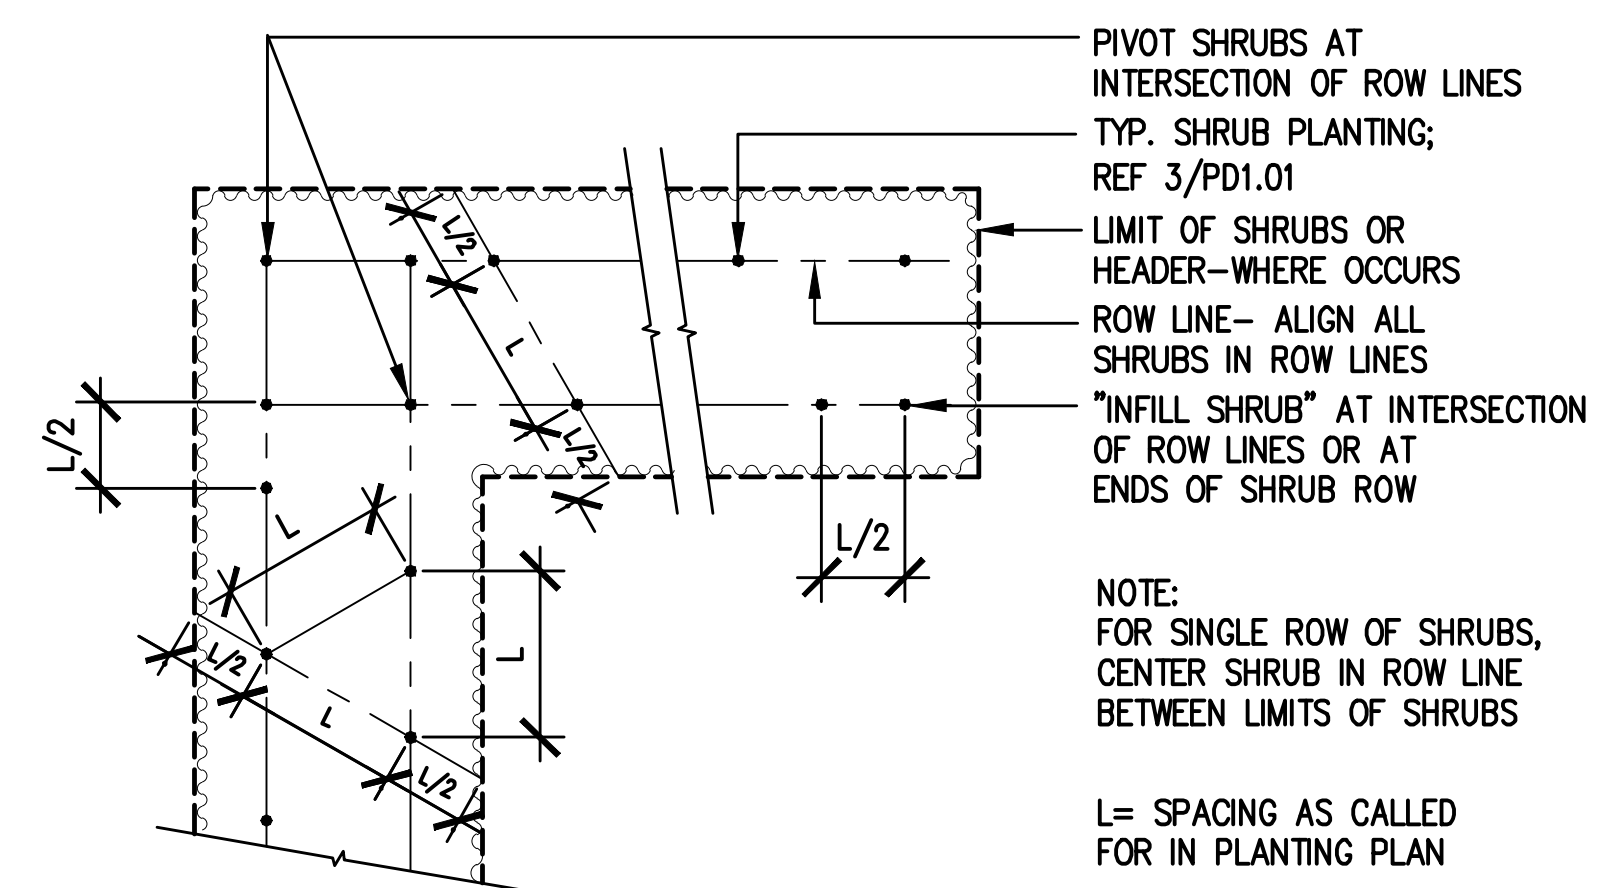 PIVOT SHRUBS AT
INTERSECTION OF ROW LINES
TYP. SHRUB PLANTING;
REF 3/PD1.01
LIMIT OF SHRUBS OR
HEADER-WHERE OCCURS
ROW LINE- ALIGN ALL
SHRUBS IN ROW LINES
"INFILL SHRUB" AT INTERSECTION
OF ROW LINES OR AT
ENDS OF SHRUB ROW
L/2
L
L/2
L/2
L
L/2
L
L/2
L
L/2
NOTE:
FOR SINGLE ROW OF SHRUBS,
CENTER SHRUB IN ROW LINE
BETWEEN LIMITS OF SHRUBS
L= SPACING AS CALLED
FOR IN PLANTING PLAN